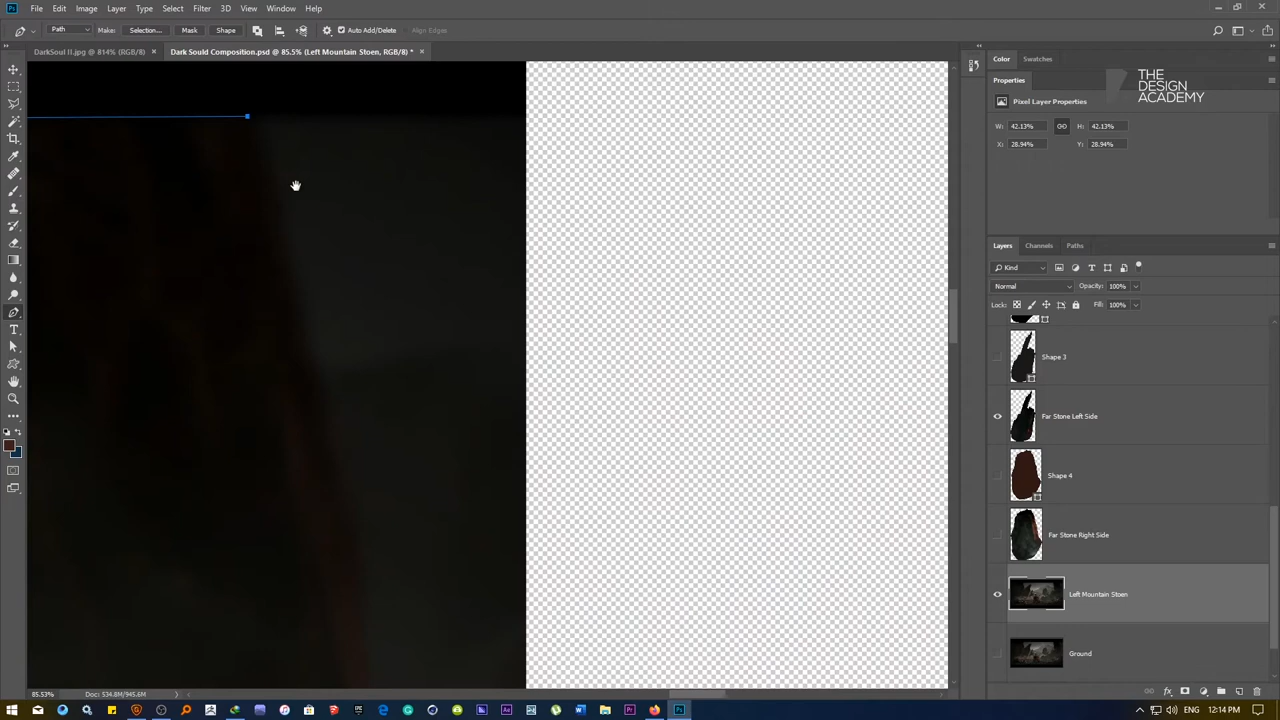 File Edit Image Layer Type Select Filter 3D View Window Help
Path Makes: Selection... Mask Shape Auto Add/Delete Align Edges
DarkSoul II.jpg @ 814% (RGB/8) × Dark Sould Composition.psd @ 85.5% (Left Mountain Stoen, RGB/8) * ×
Color Swatches
Properties
THE
DESIGN
ACADEMY
Pixel Layer Properties
W: 42.13% H: 42.13%
X: 28.94% Y: 28.94%
Layers Channels Paths
Kind
Normal Opacity: 100%
Lock: Fill: 100%
Shape 3
Far Stone Left Side
Shape 4
Far Stone Right Side
Left Mountain Stoen
Ground
85.53% Doc: 534.8M/945.6M
12:14 PM